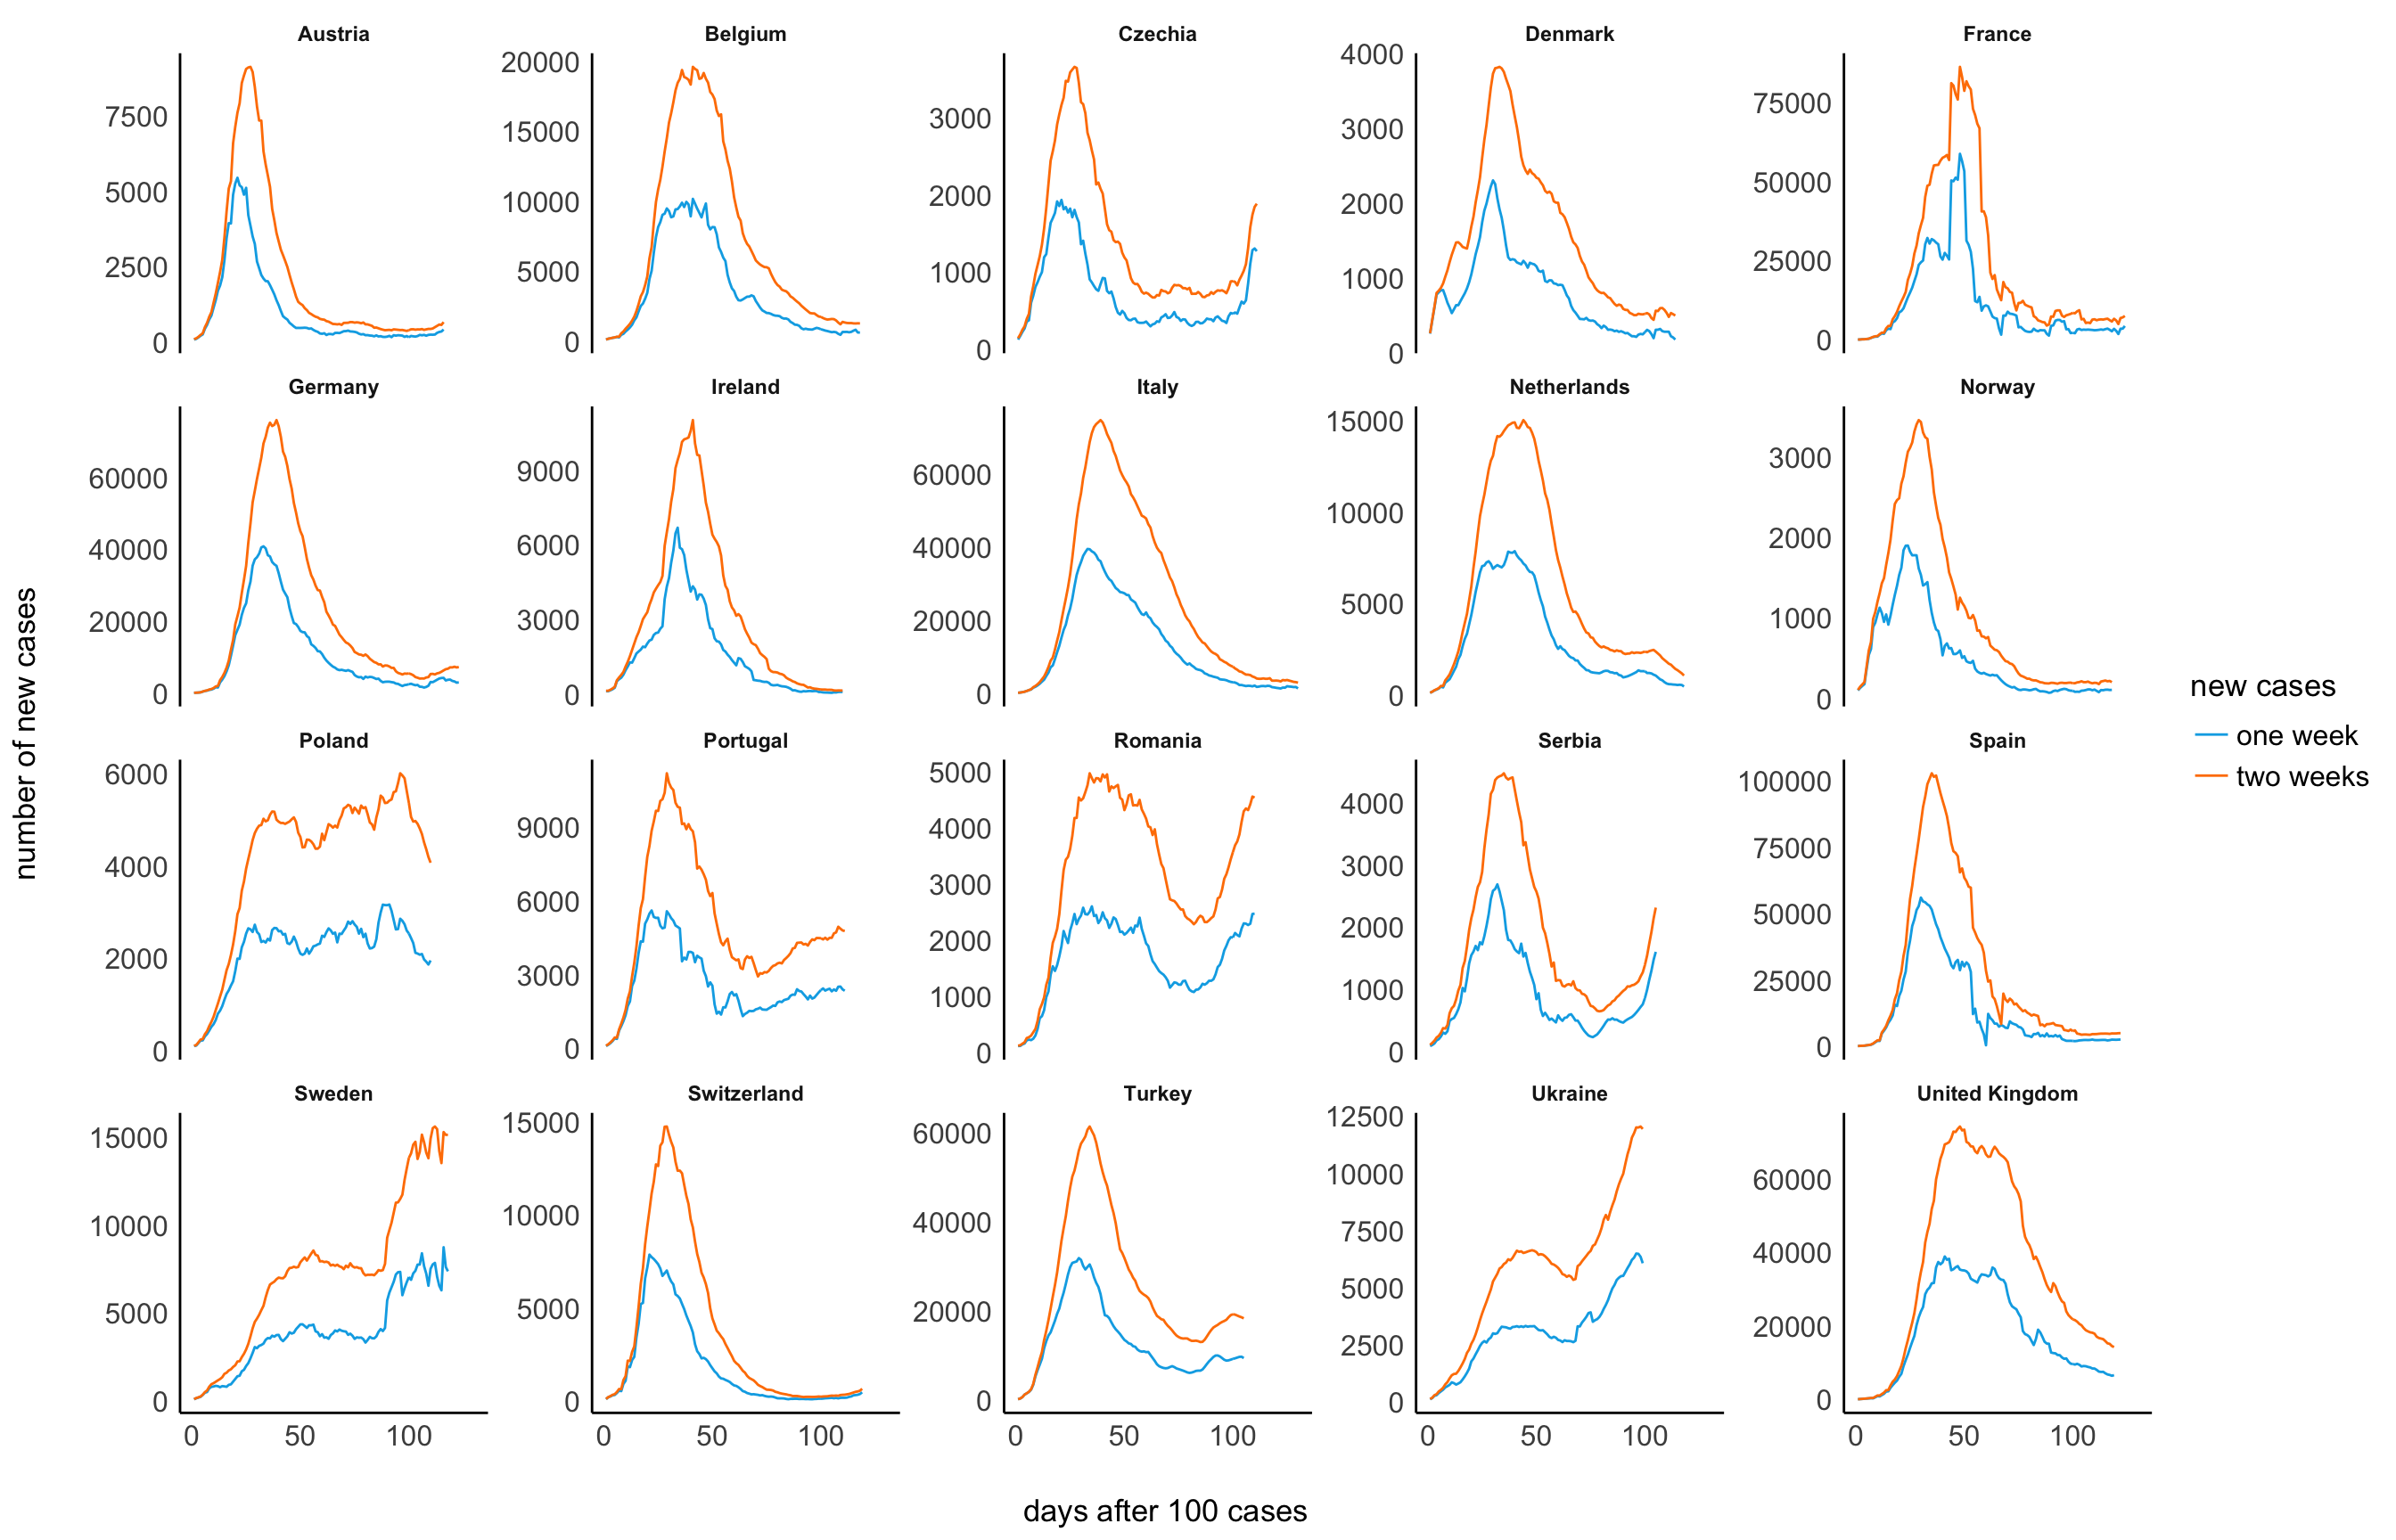 Austria
Belgium
Czechia
Denmark
France
7500
5000
2500
0
20000
15000
10000
5000
0
3000
2000
1000
0
4000
3000
2000
1000
0
75000
50000
25000
0
Germany
Ireland
Italy
Netherlands
Norway
60000
40000
20000
0
9000
6000
3000
0
60000
40000
20000
0
15000
10000
5000
0
3000
2000
1000
0
Poland
Portugal
Romania
Serbia
Spain
6000
4000
2000
0
9000
6000
3000
0
5000
4000
3000
2000
1000
0
4000
3000
2000
1000
0
100000
75000
50000
25000
0
Sweden
Switzerland
Turkey
Ukraine
United Kingdom
15000
10000
5000
0
15000
10000
5000
0
60000
40000
20000
0
12500
10000
7500
5000
2500
0
60000
40000
20000
0
0 50 100
0 50 100
0 50 100
0 50 100
0 50 100
days after 100 cases
number of new cases
new cases
one week
two weeks